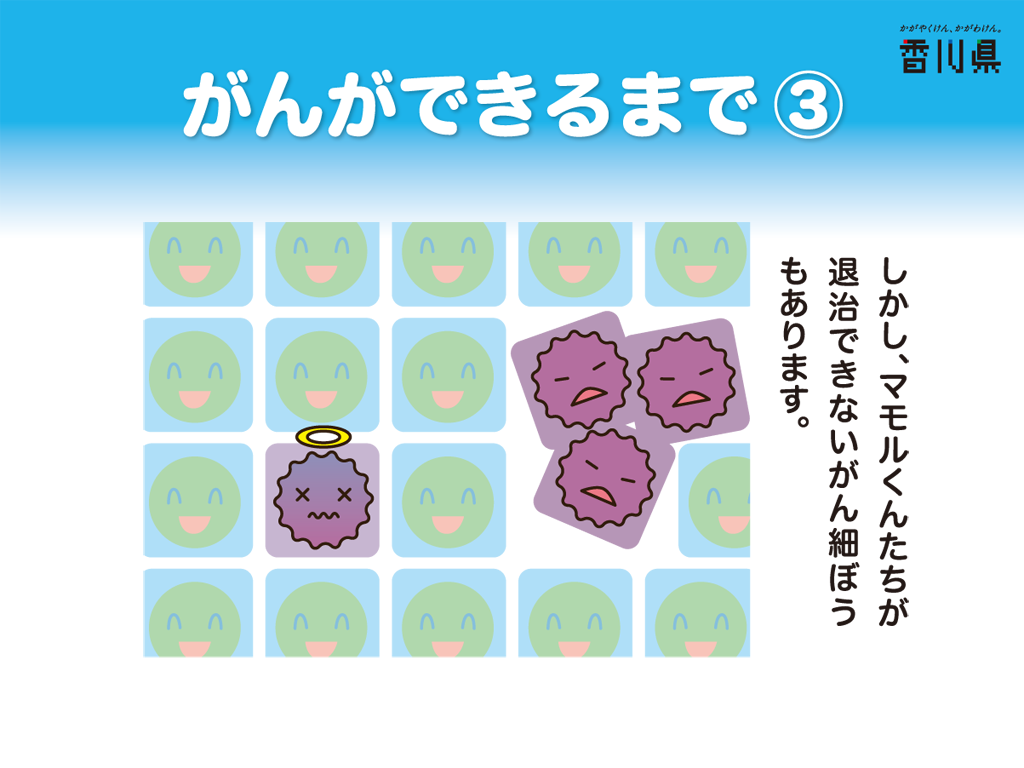 かがやくけん、かがわけん。
香川県
がんができるまで③
しかし、マモルくんたちが
退治できないがん細ぼう
もあります。